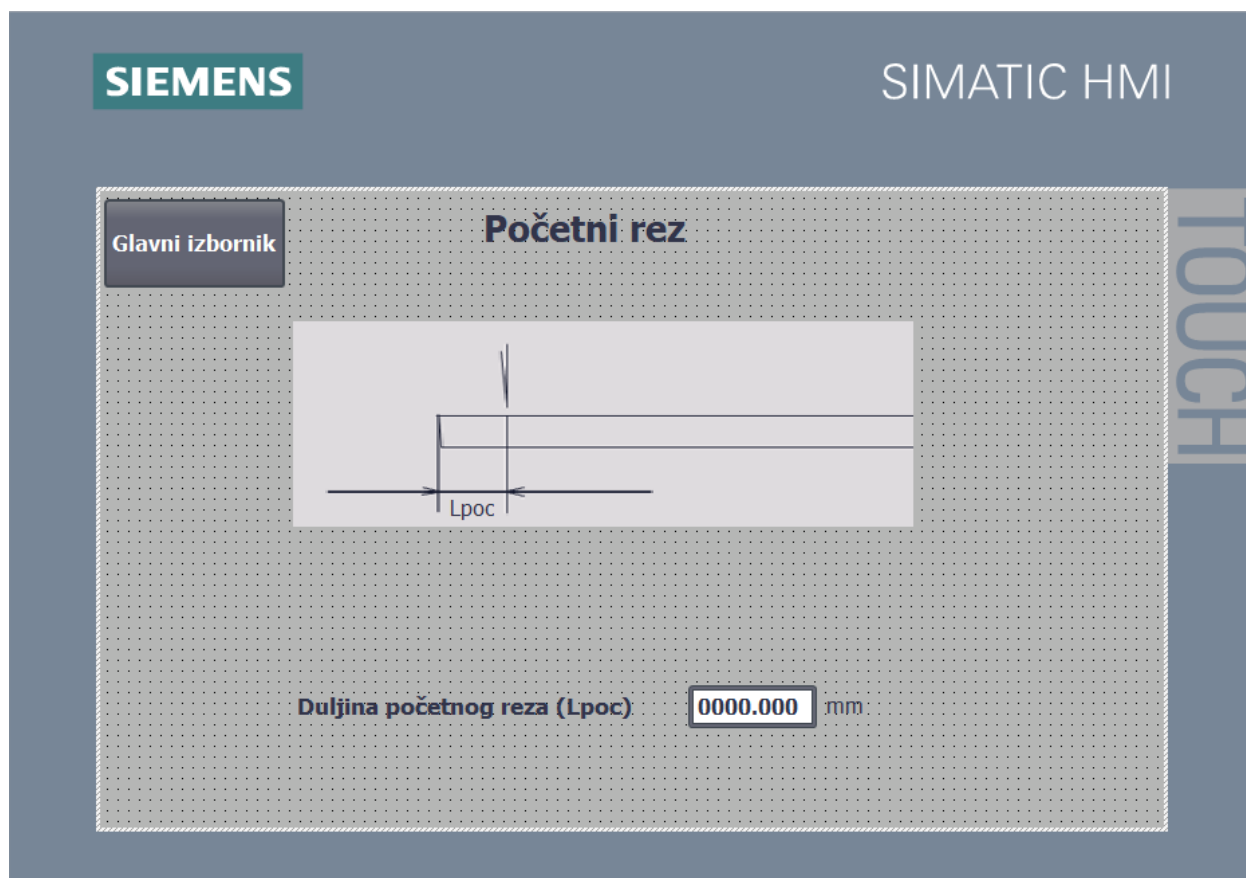 SIEMENS
SIMATIC HMI
TOUCH
Glavni izbornik
Početni rez
Lpoc
Duljina početnog reza (Lpoc) 0000.000 mm